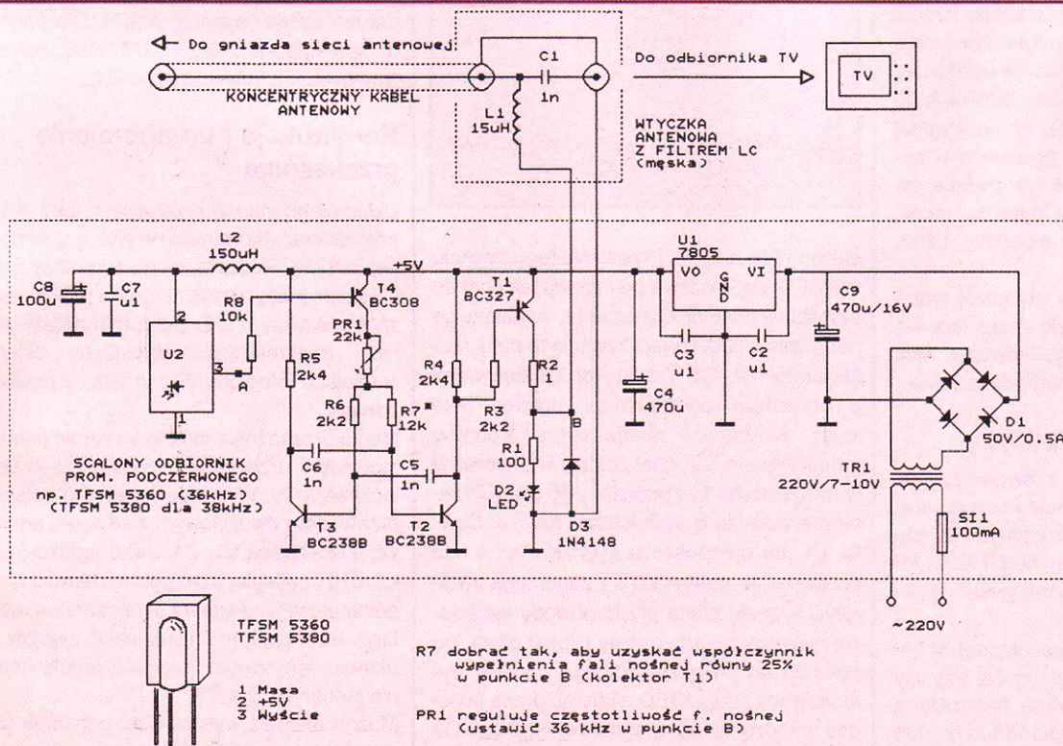 Do gniazda sieci antenowej
Do odbiornika TV
C1
1n
TV
KONCENTRYCZNY KABEL
ANTENOWY
L1
15uH
WTYCZKA
ANTENOWA
Z FILTREM LC
(męska)
L2
150uH
+5V
U1
7805
VO
GND
VI
C8
100u
C7
u1
2
R8
10k
T4
BC308
PR1
22k
T1
BC327
C9
470u/16V
U2
3
A
1
R5
2k4
R4
2k4
R2
C3
u1
C2
u1
C4
470u
R6
2k2
R7*
12k
R3
2k2
B
D1
50V/0.5A
SCALONY ODBIORNIK
PROM. PODCZERWONEGO
np. TFSM 5360 (36kHz)
(TFSM 5380 dla 38kHz)
C6
1n
C5
1n
R1
100
TR1
220V/7-10V
D2
LED
T3
BC238B
T2
BC238B
D3
1N4148
SI1
100mA
~220V
TFSM 5360
TFSM 5380
1 Masa
2 +5V
3 Wyście
R7 dobrać tak, aby uzyskać współczynnik
wypełnienia fali nośnej równy 25%
w punkcie B (kolektor T1)
PR1 reguluje częstotliwość f. nośnej
(ustawić 36 kHz w punkcie B)